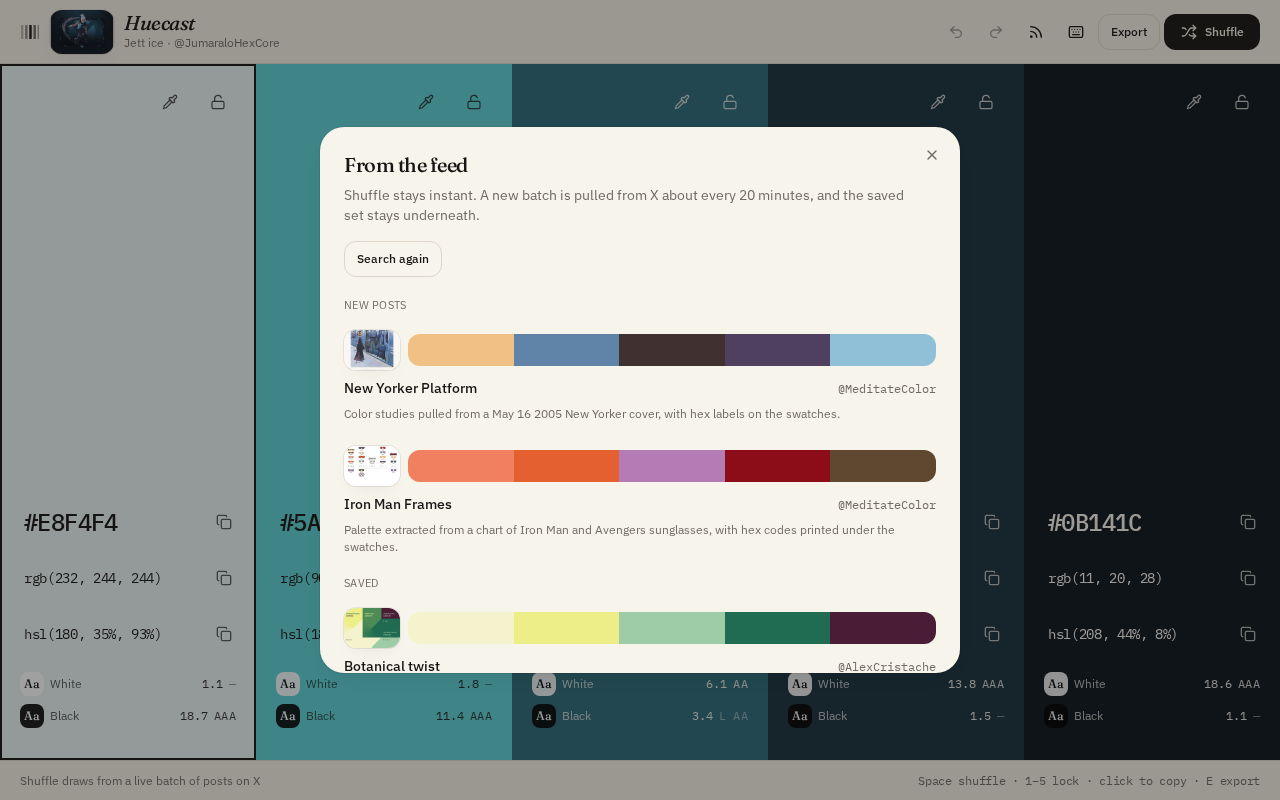 Huecast
Jett ice · @JumaraloHexCore
Export
Shuffle
From the feed
Shuffle stays instant. A new batch is pulled from X about every 20 minutes, and the saved
set stays underneath.
Search again
NEW POSTS
New Yorker Platform
@MeditateColor
Color studies pulled from a May 16 2005 New Yorker cover, with hex labels on the swatches.
Iron Man Frames
@MeditateColor
Palette extracted from a chart of Iron Man and Avengers sunglasses, with hex codes printed under the
swatches.
SAVED
Botanical twist
@AlexCristache
#E8F4F4
#5A
#0B141C
rgb(232, 244, 244)
rgb(9
rgb(11, 20, 28)
hsl(180, 35%, 93%)
hsl(18
hsl(208, 44%, 8%)
Aa White 1.1 —
Aa White 1.8 —
Aa White 6.1 AA
Aa White 13.8 AAA
Aa White 18.6 AAA
Aa Black 18.7 AAA
Aa Black 11.4 AAA
Aa Black 3.4 L AA
Aa Black 1.5 —
Aa Black 1.1 —
Shuffle draws from a live batch of posts on X
Space shuffle · 1–5 lock · click to copy · E export